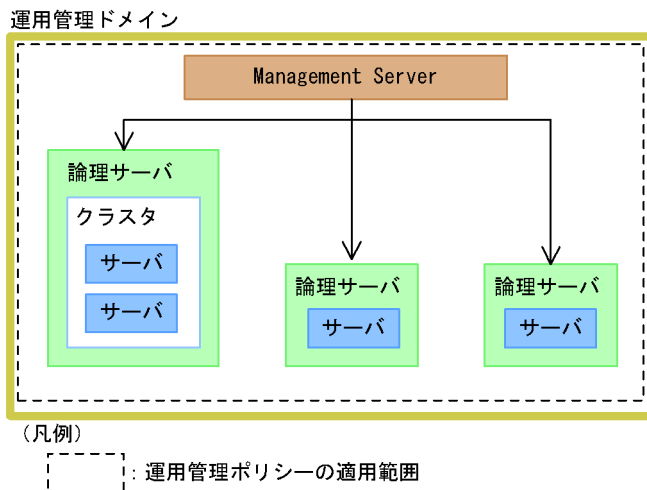 運用管理ドメイン
Management Server
論理サーバ
クラスタ
サーバ
サーバ
論理サーバ
サーバ
論理サーバ
サーバ
(凡例)
：運用管理ポリシーの適用範囲